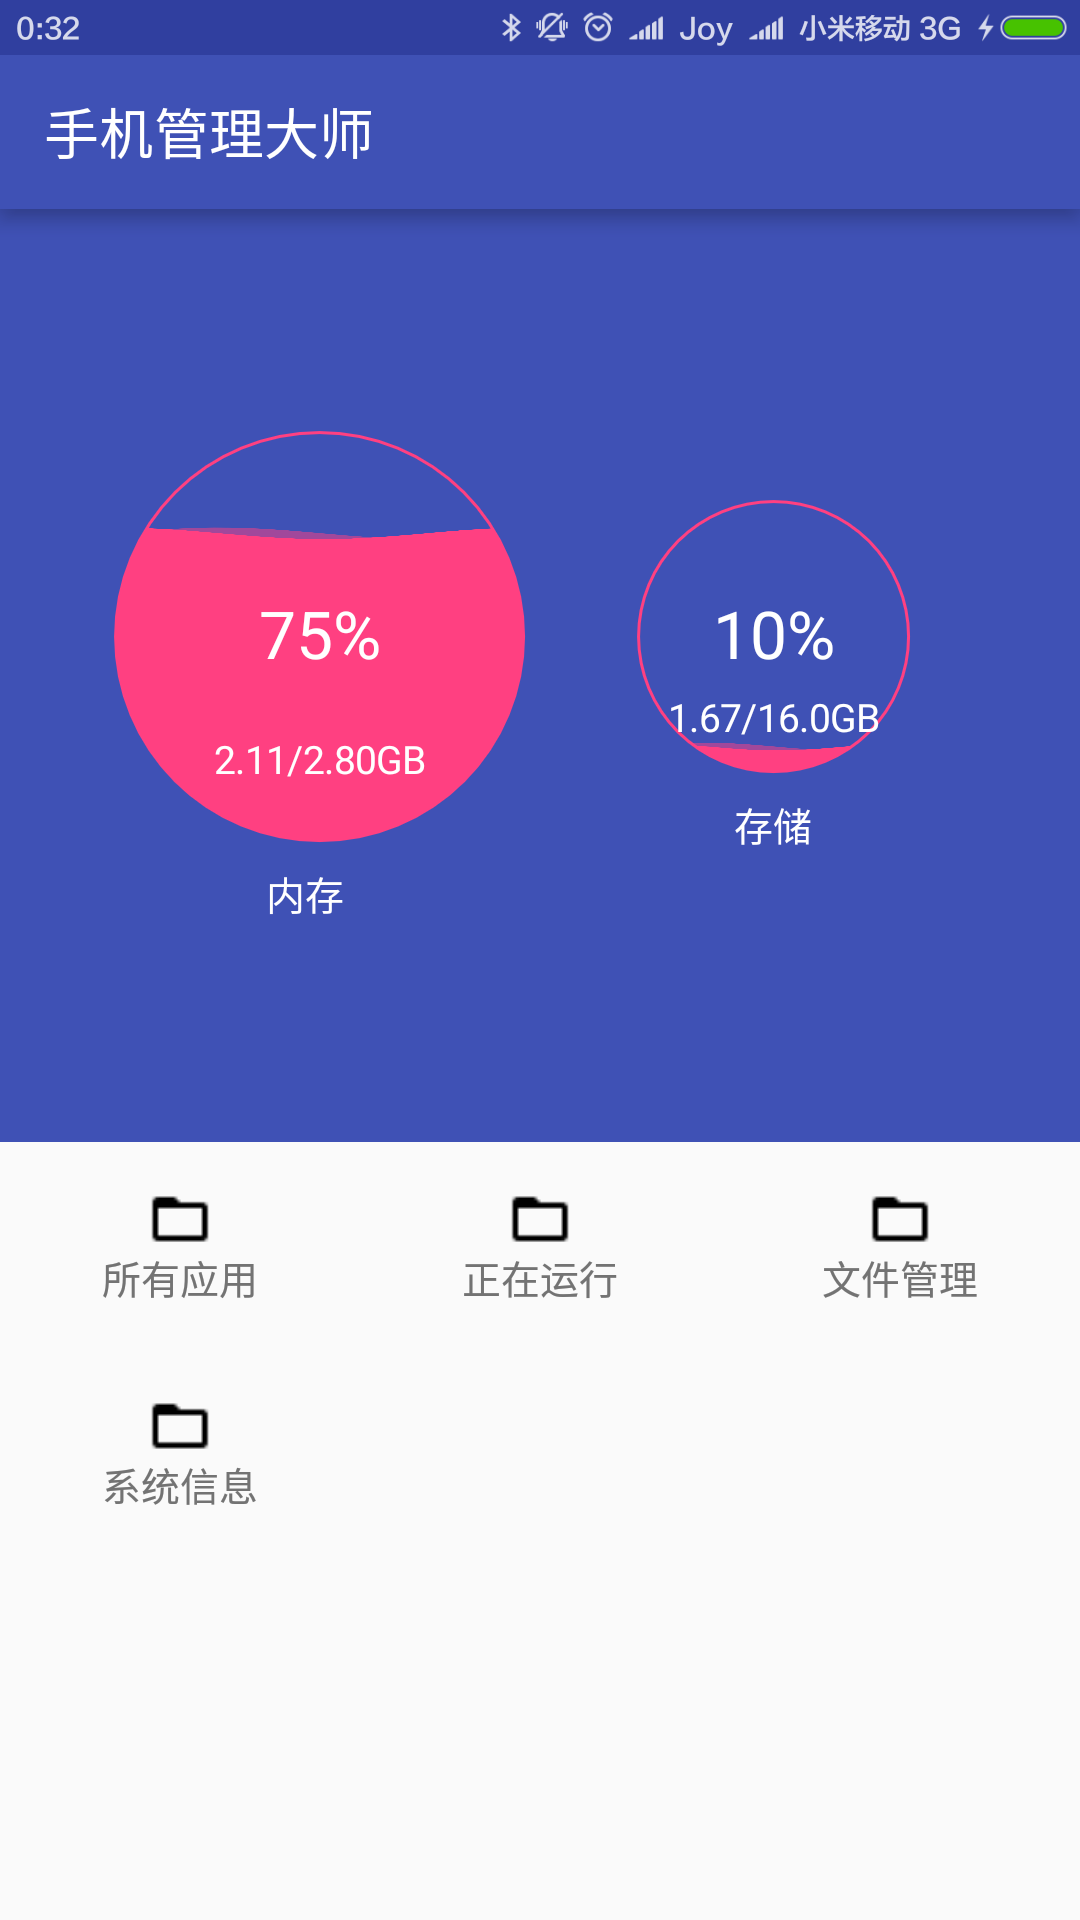 0:32 Joy 小米移动 3G
手机管理大师
75%
2.11/2.80GB
内存
10%
1.67/16.0GB
存储
所有应用 正在运行 文件管理
系统信息